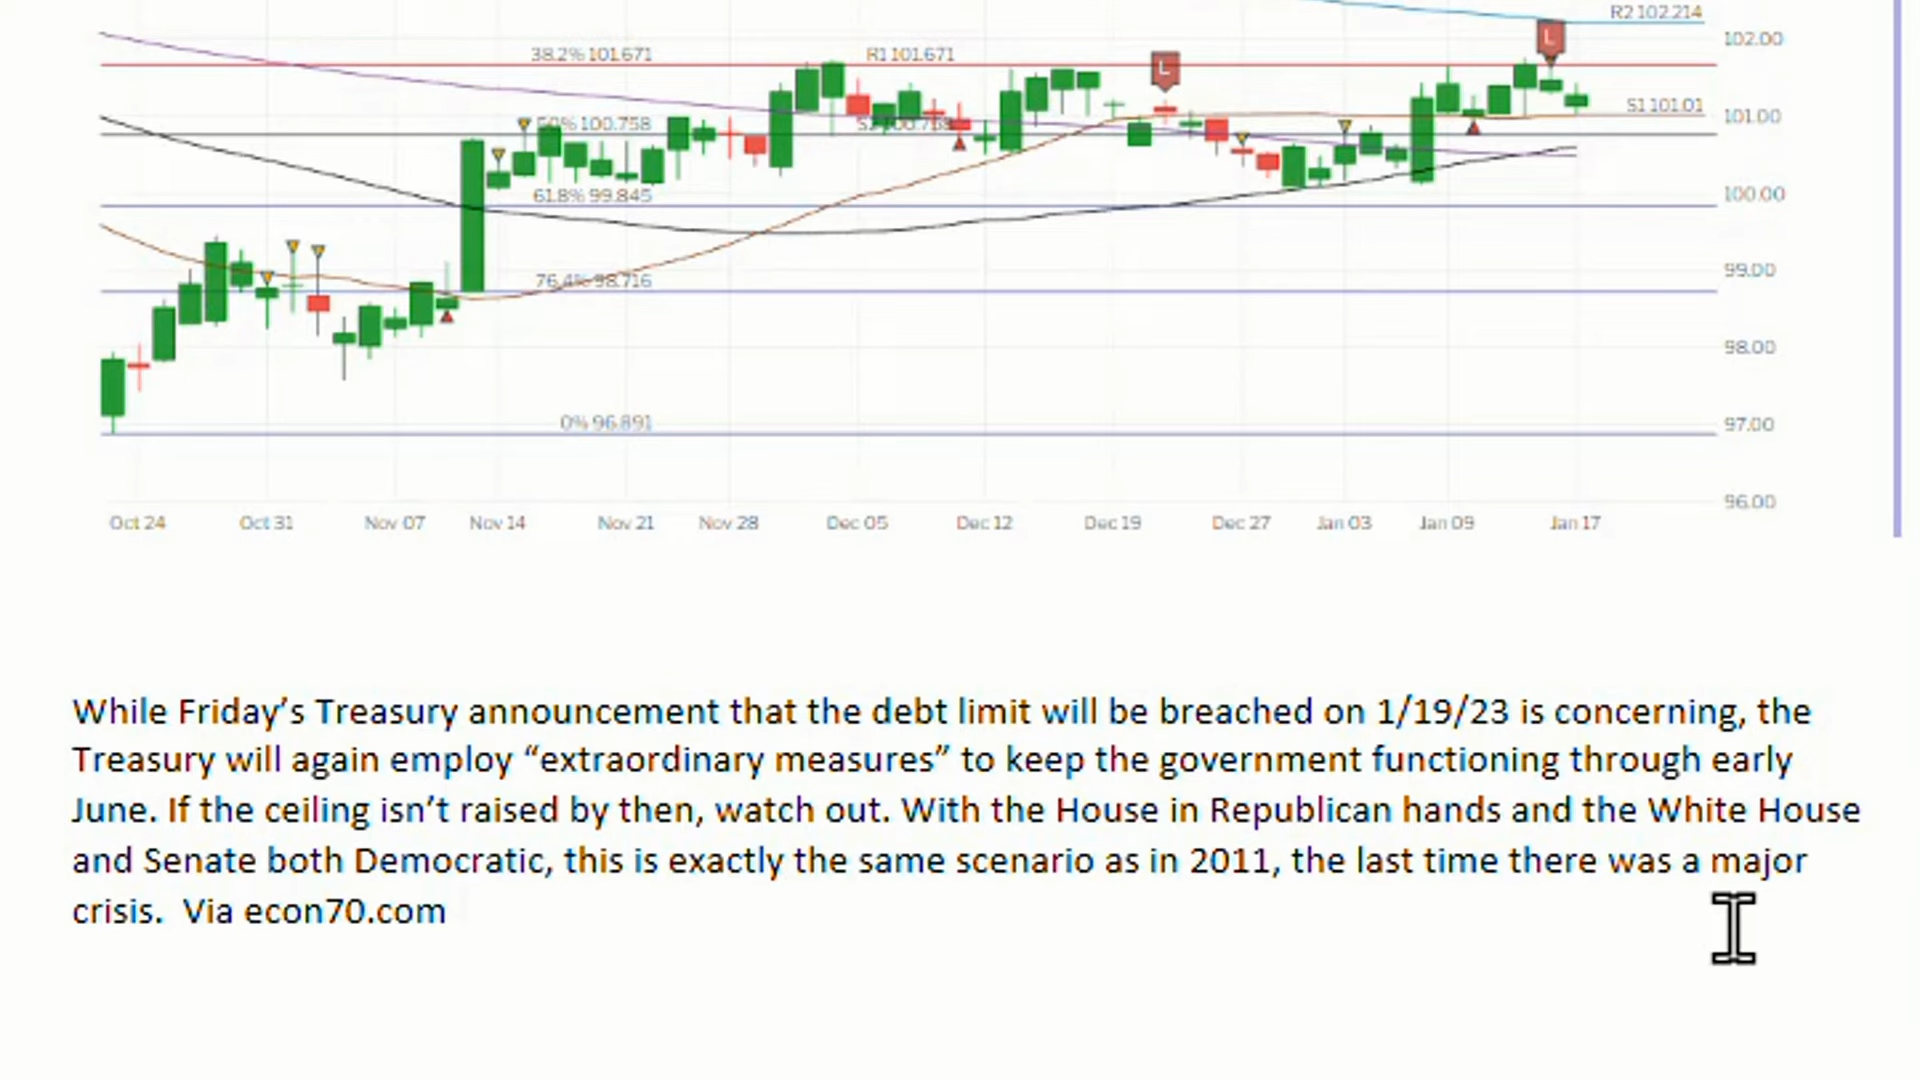 R2 102.214
102.00
L
38.2% 101.671
R1 101.671
L
S1 101.01
101.00
50% 100.758
100.00
61.8% 99.845
99.00
76.4% 98.716
98.00
0% 96.891
97.00
96.00
Oct 24 Oct 31 Nov 07 Nov 14 Nov 21 Nov 28 Dec 05 Dec 12 Dec 19 Dec 27 Jan 03 Jan 09 Jan 17
While Friday’s Treasury announcement that the debt limit will be breached on 1/19/23 is concerning, the
Treasury will again employ “extraordinary measures” to keep the government functioning through early
June. If the ceiling isn’t raised by then, watch out. With the House in Republican hands and the White House
and Senate both Democratic, this is exactly the same scenario as in 2011, the last time there was a major
crisis.  Via econ70.com